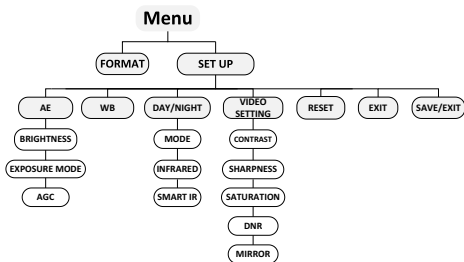 Menu
FORMAT
SET UP
AE
WB
DAY/NIGHT
VIDEO
SETTING
RESET
EXIT
SAVE/EXIT
BRIGHTNESS
MODE
CONTRAST
EXPOSURE MODE
INFRARED
SHARPNESS
AGC
SMART IR
SATURATION
DNR
MIRROR